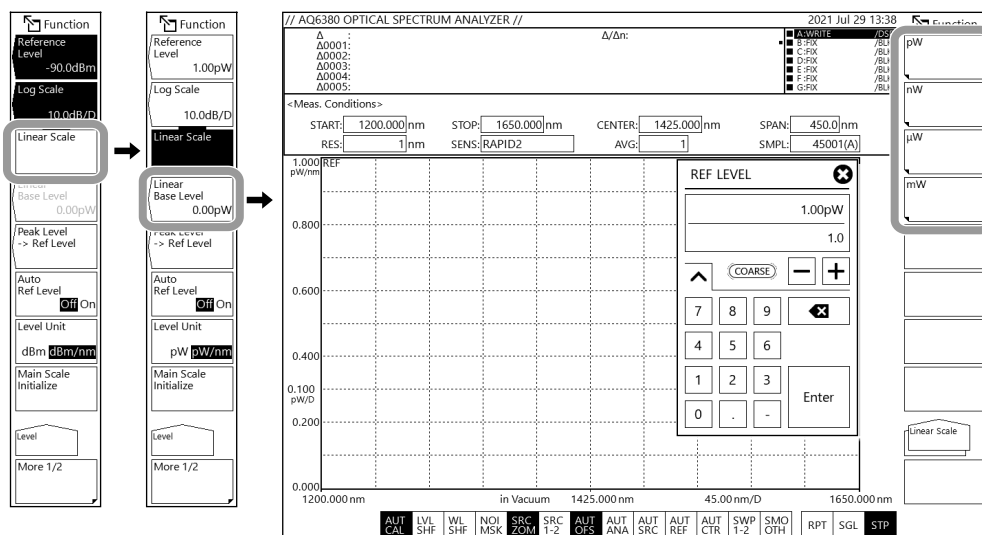 Function
Reference
Level
-90.0dBm
Log Scale
10.0dB/D
Linear Scale
Linear
Base Level
0.00pW
Peak Level
-> Ref Level
Auto
Ref Level
Off On
Level Unit
dBm dBm/nm
Main Scale
Initialize
Level
More 1/2
Function
Reference
Level
1.00pW
Log Scale
10.0dB/D
Linear Scale
Linear
Base Level
0.00pW
Peak Level
-> Ref Level
Auto
Ref Level
Off On
Level Unit
pW pW/nm
Main Scale
Initialize
Level
More 1/2
// AQ6380 OPTICAL SPECTRUM ANALYZER // 2021 Jul 29 13:38
Δ : Δ/Δn:
Δ0001:
Δ0002:
Δ0003:
Δ0004:
Δ0005:
A:WRITE /DSP
B:FIX /BLK
C:FIX /BLK
D:FIX /BLK
E:FIX /BLK
F:FIX /BLK
G:FIX /BLK
<Meas. Conditions>
START: 1200.000 nm STOP: 1650.000 nm CENTER: 1425.000 nm SPAN: 450.0 nm
RES: 1 nm SENS: RAPID2 AVG: 1 SMPL: 45001(A)
1.000 REF
pW/nm
0.800
0.600
0.400
0.100
pW/D
0.200
0.000
1200.000 nm in Vacuum 1425.000 nm 45.00 nm/D 1650.000 nm
REF LEVEL
1.00pW
1.0
COARSE
7 8 9
4 5 6
1 2 3
Enter
0 . -
AUT CAL LVL SHF WL SHF NOI MSK SRC ZOM SRC 1-2 AUT OFS AUT ANA AUT SRC AUT REF AUT CTR SWP 1-2 SMO OTH RPT SGL STP
Function
pW
nW
µW
mW
Linear Scale